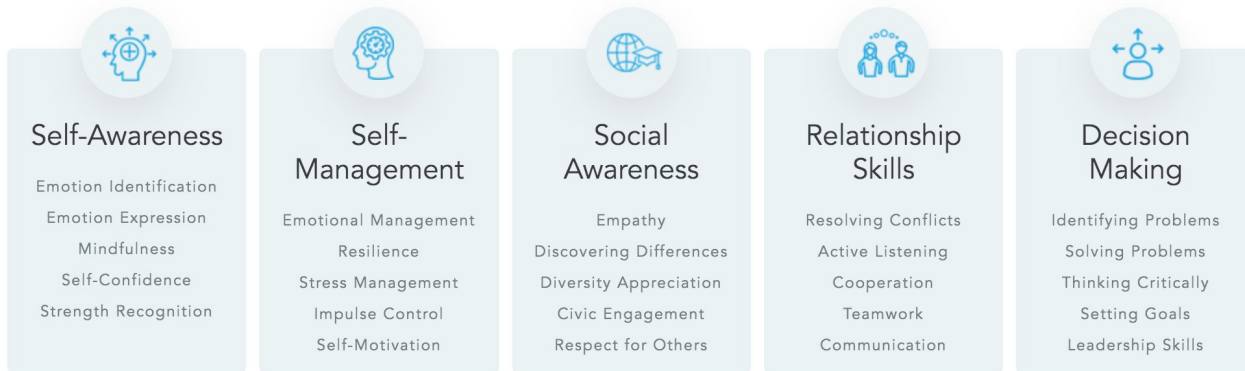 Self-Awareness
Emotion Identification
Emotion Expression
Mindfulness
Self-Confidence
Strength Recognition
Self-
Management
Emotional Management
Resilience
Stress Management
Impulse Control
Self-Motivation
Social
Awareness
Empathy
Discovering Differences
Diversity Appreciation
Civic Engagement
Respect for Others
Relationship
Skills
Resolving Conflicts
Active Listening
Cooperation
Teamwork
Communication
Decision
Making
Identifying Problems
Solving Problems
Thinking Critically
Setting Goals
Leadership Skills